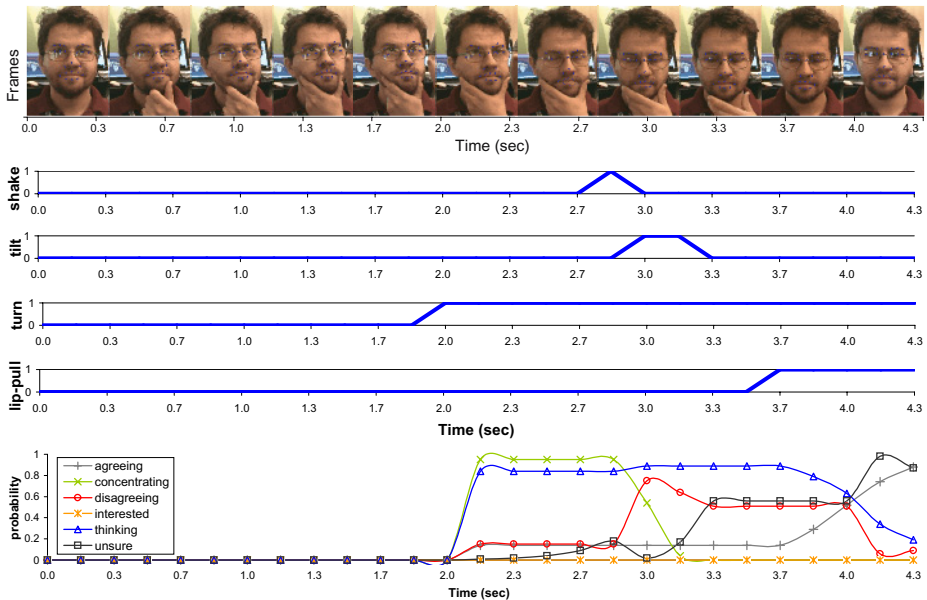 Frames
0.0 0.3 0.7 1.0 1.3 1.7 2.0 2.3 2.7 3.0 3.3 3.7 4.0 4.3
Time (sec)
shake
1
0
0.0 0.3 0.7 1.0 1.3 1.7 2.0 2.3 2.7 3.0 3.3 3.7 4.0 4.3
tilt
1
0
0.0 0.3 0.7 1.0 1.3 1.7 2.0 2.3 2.7 3.0 3.3 3.7 4.0 4.3
turn
1
0
0.0 0.3 0.7 1.0 1.3 1.7 2.0 2.3 2.7 3.0 3.3 3.7 4.0 4.3
lip-pull
1
0
0.0 0.3 0.7 1.0 1.3 1.7 2.0 2.3 2.7 3.0 3.3 3.7 4.0 4.3
Time (sec)
probability
1
0.8
0.6
0.4
0.2
0
agreeing
concentrating
disagreeing
interested
thinking
unsure
0.0 0.3 0.7 1.0 1.3 1.7 2.0 2.3 2.7 3.0 3.3 3.7 4.0 4.3
Time (sec)